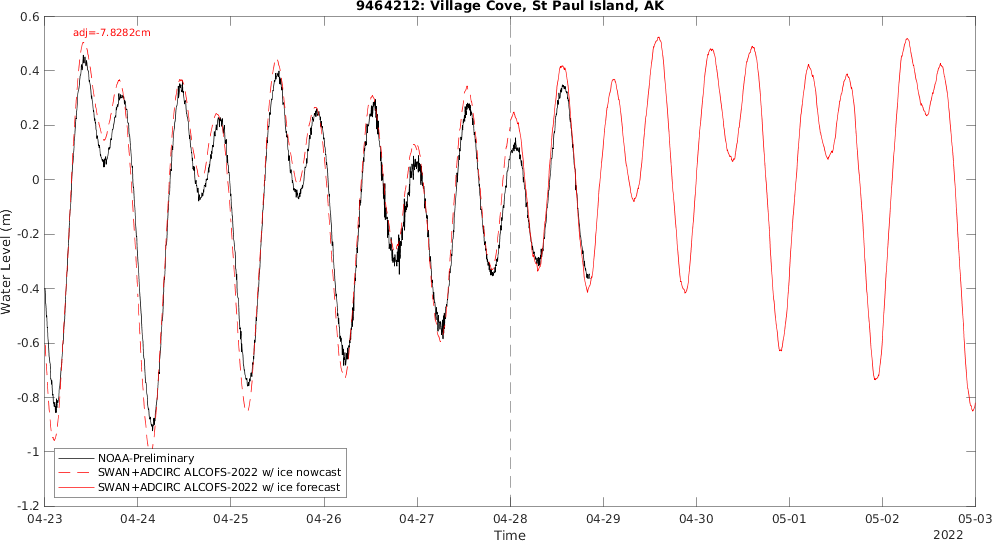 9464212: Village Cove, St Paul Island, AK
adj=-7.8282cm
0.6
0.4
0.2
0
-0.2
-0.4
-0.6
-0.8
-1
-1.2
Water Level (m)
NOAA-Preliminary
SWAN+ADCIRC ALCOFS-2022 w/ ice nowcast
SWAN+ADCIRC ALCOFS-2022 w/ ice forecast
04-23 04-24 04-25 04-26 04-27 04-28 04-29 04-30 05-01 05-02 05-03
Time
2022